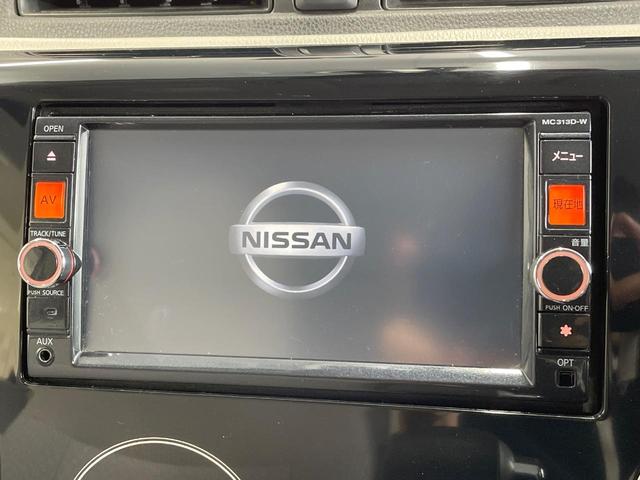 OPEN
MC313D-W
メニュー
AV
現在地
TRACK/TUNE
音量
NISSAN
PUSH SOURCE
PUSH ON-OFF
AUX
OPT